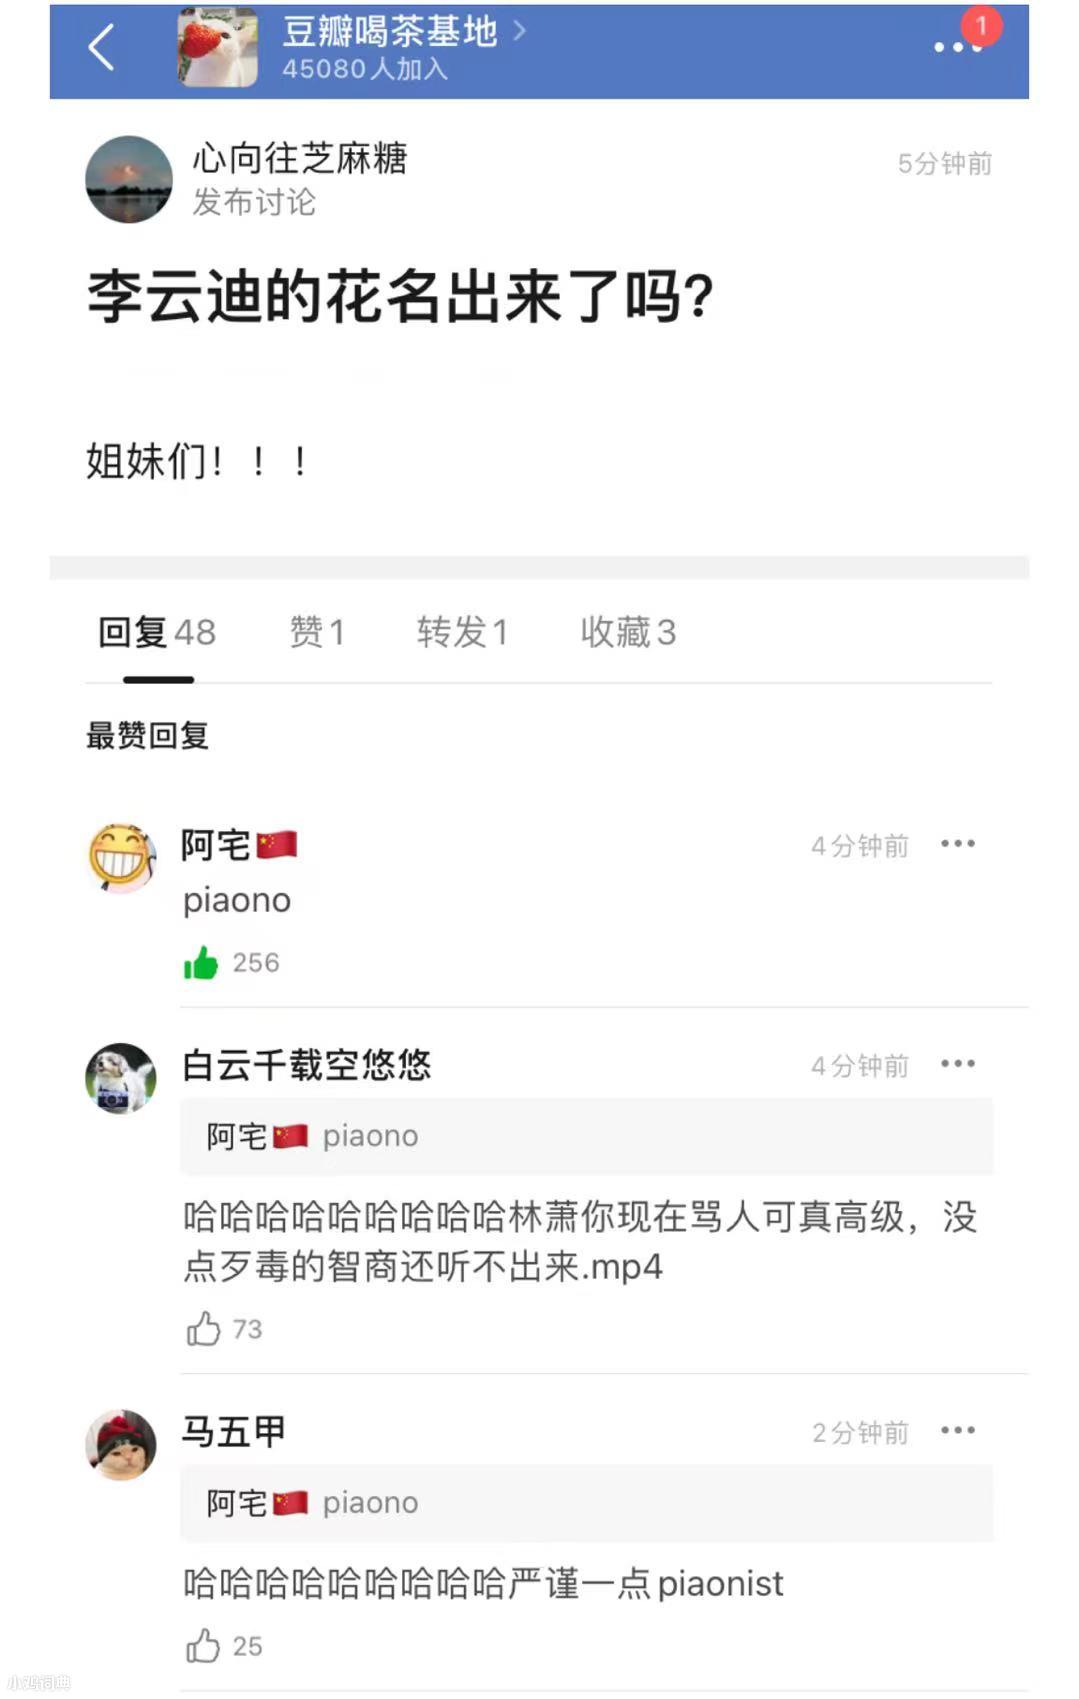 豆瓣喝茶基地
1
45080人加入
心向往芝麻糖
5分钟前
发布讨论
李云迪的花名出来了吗?
姐妹们！！！
回复 48 赞 1 转发 1 收藏 3
最赞回复
阿宅🇨🇳
4分钟前
piaono
256
白云千载空悠悠
4分钟前
阿宅🇨🇳 piaono
哈哈哈哈哈哈哈哈哈林萧你现在骂人可真高级，没
点歹毒的智商还听不出来.mp4
73
马五甲
2分钟前
阿宅🇨🇳 piaono
哈哈哈哈哈哈哈哈哈严谨一点piaonist
25
小鸡词典